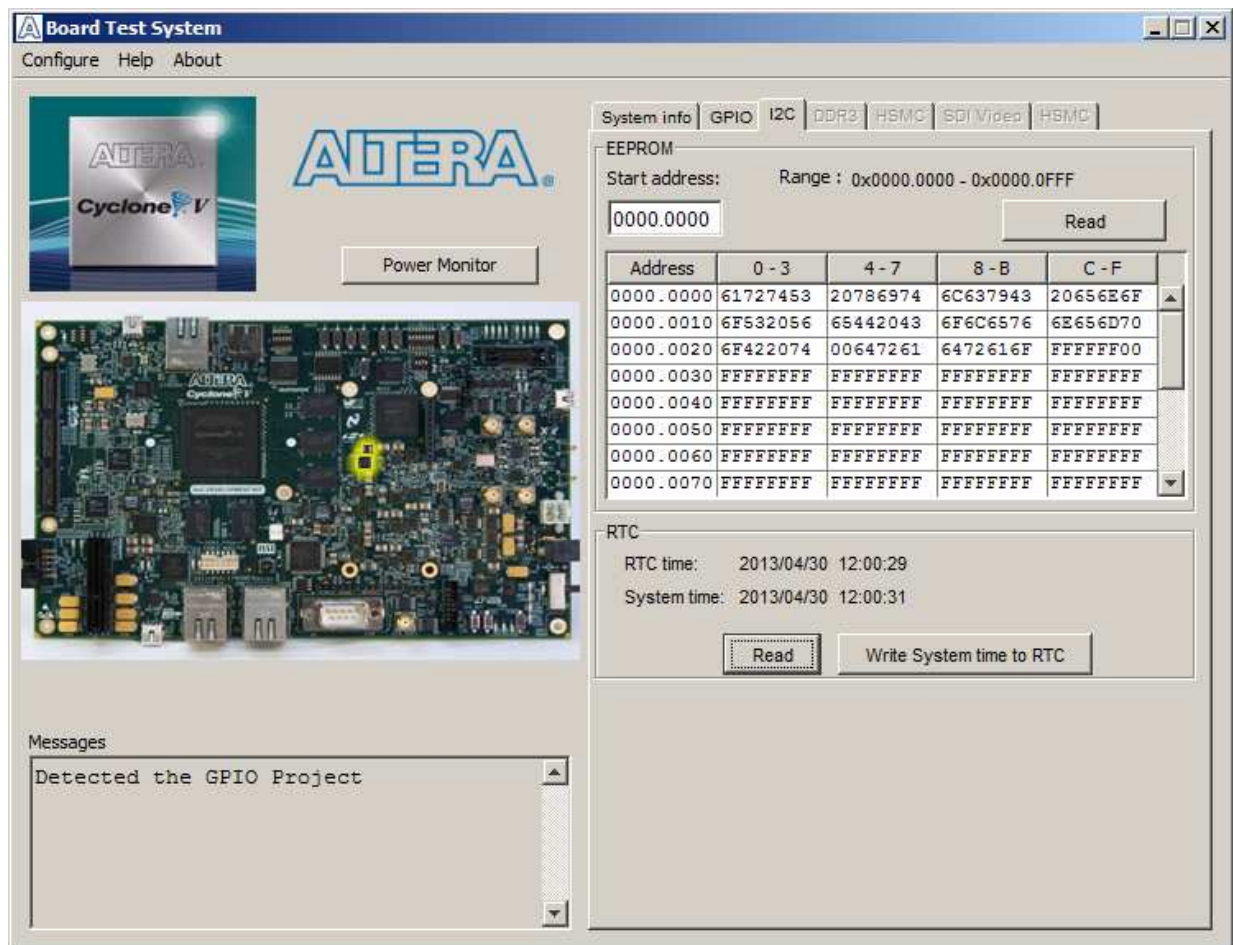 Board Test System
Configure Help About
ALTERA
Cyclone V
ALTERA®
Power Monitor
ALTERA
Cyclone V
Messages
Detected the GPIO Project
System info GPIO I2C DDR3 HSMC SDI Video HSMC
EEPROM
Start address: Range : 0x0000.0000 - 0x0000.0FFF
0000.0000 Read
Address 0 - 3 4 - 7 8 - B C - F
0000.0000 61727453 20786974 6C637943 20656E6F
0000.0010 6F532056 65442043 6F6C6576 6E656D70
0000.0020 6F422074 00647261 6472616F FFFFFF00
0000.0030 FFFFFFFF FFFFFFFF FFFFFFFF FFFFFFFF
0000.0040 FFFFFFFF FFFFFFFF FFFFFFFF FFFFFFFF
0000.0050 FFFFFFFF FFFFFFFF FFFFFFFF FFFFFFFF
0000.0060 FFFFFFFF FFFFFFFF FFFFFFFF FFFFFFFF
0000.0070 FFFFFFFF FFFFFFFF FFFFFFFF FFFFFFFF
RTC
RTC time: 2013/04/30 12:00:29
System time: 2013/04/30 12:00:31
Read Write System time to RTC